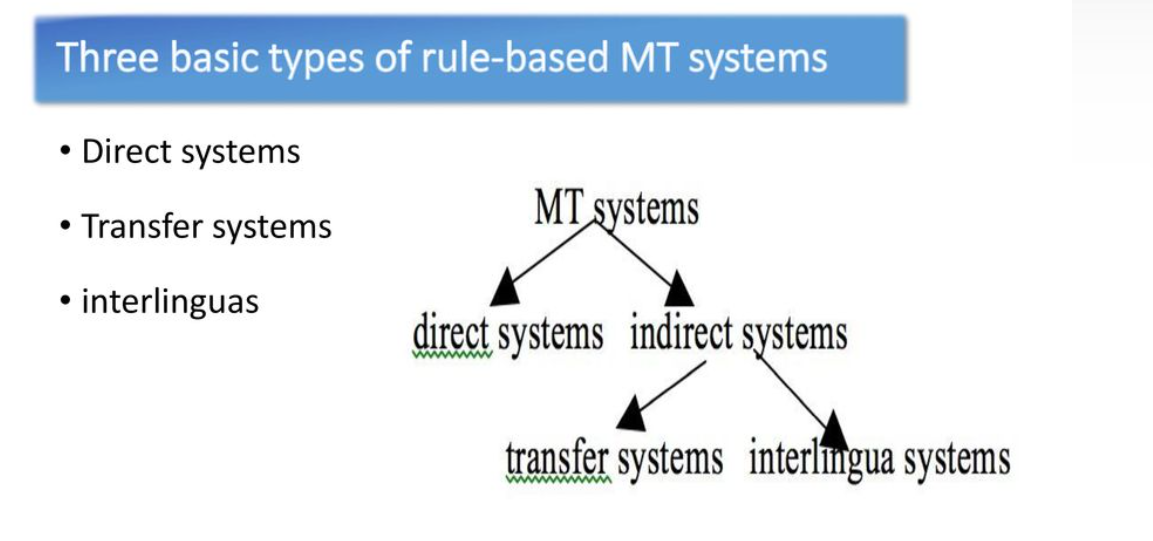 Three basic types of rule-based MT systems
• Direct systems
• Transfer systems
• interlinguas
MT systems
direct systems indirect systems
transfer systems interlingua systems